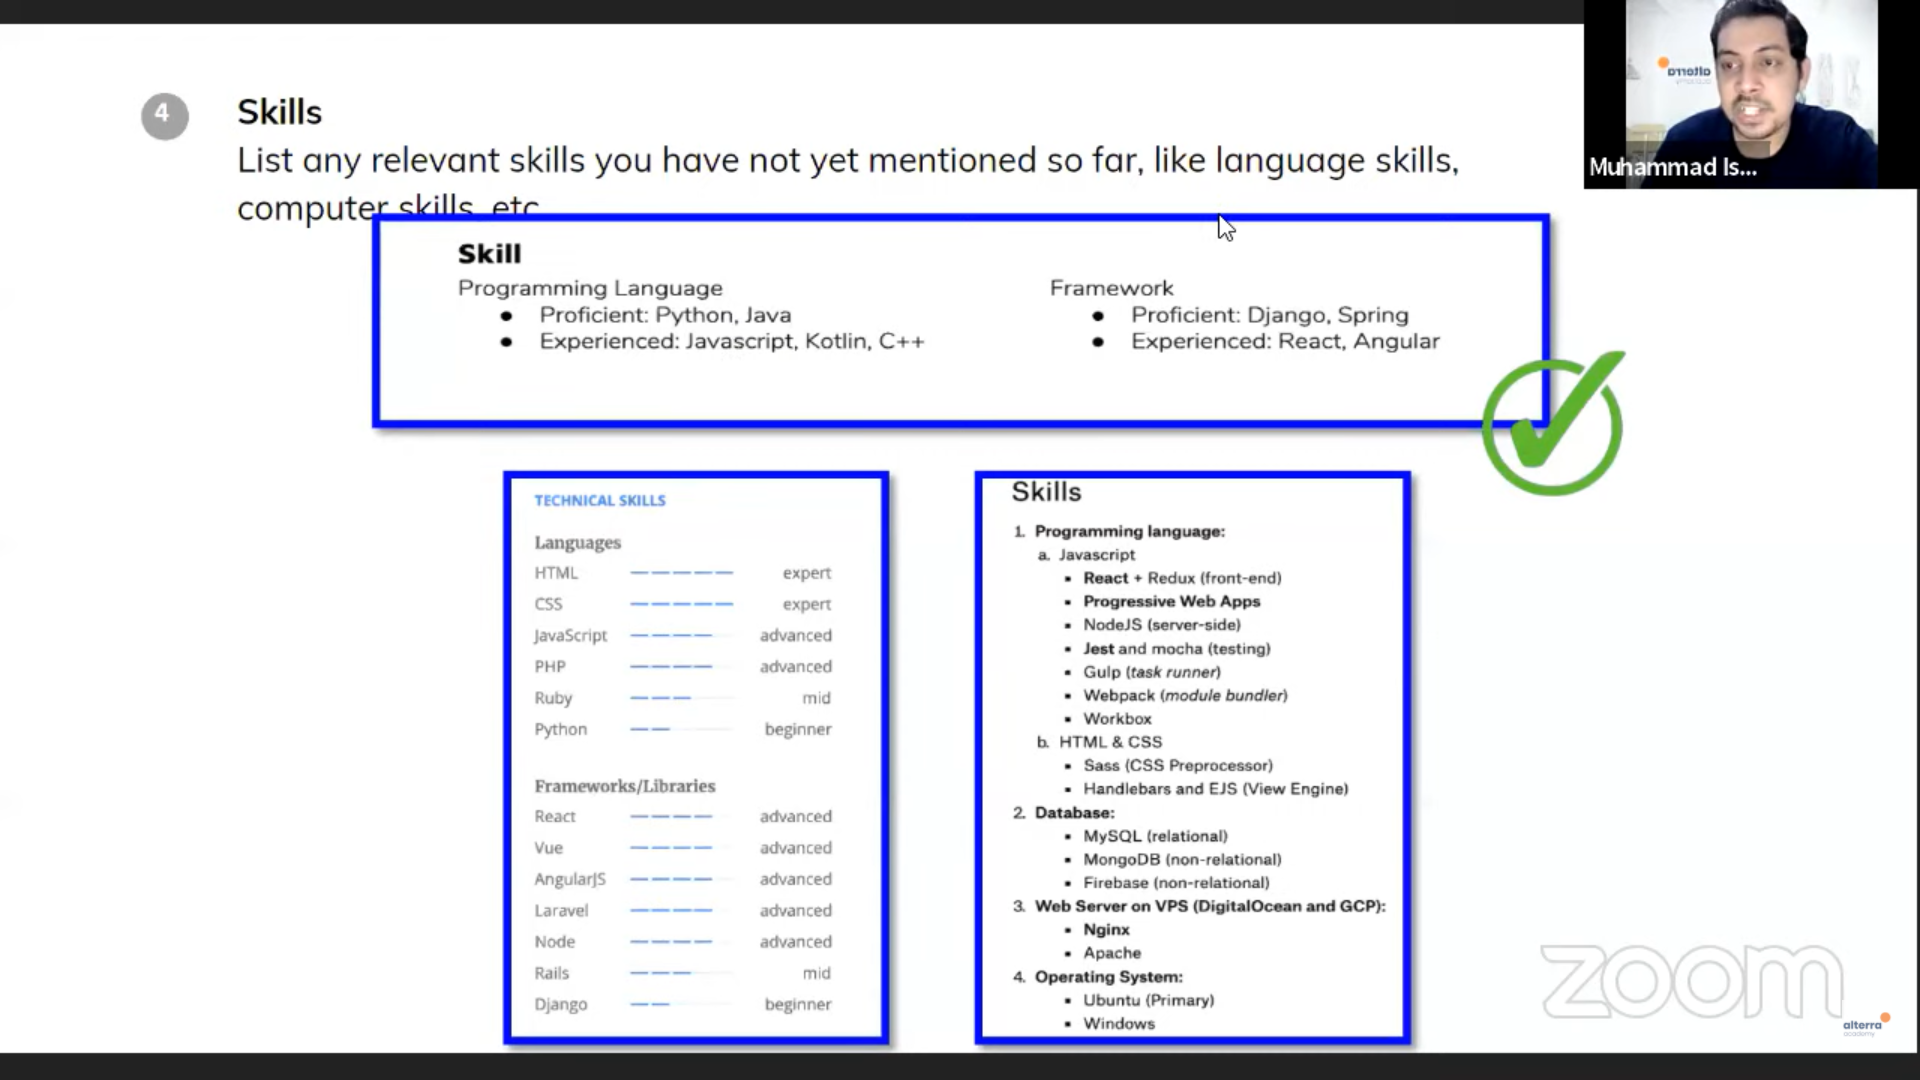 4
Skills
List any relevant skills you have not yet mentioned so far, like language skills,
computer skills, etc
Skill
Programming Language
● Proficient: Python, Java
● Experienced: Javascript, Kotlin, C++
Framework
● Proficient: Django, Spring
● Experienced: React, Angular
TECHNICAL SKILLS
Languages
HTML expert
CSS expert
JavaScript advanced
PHP advanced
Ruby mid
Python beginner
Frameworks/Libraries
React advanced
Vue advanced
AngularJS advanced
Laravel advanced
Node advanced
Rails mid
Django beginner
Skills
1. Programming language:
a. Javascript
▪ React + Redux (front-end)
▪ Progressive Web Apps
▪ NodeJS (server-side)
▪ Jest and mocha (testing)
▪ Gulp (task runner)
▪ Webpack (module bundler)
▪ Workbox
b. HTML & CSS
▪ Sass (CSS Preprocessor)
▪ Handlebars and EJS (View Engine)
2. Database:
▪ MySQL (relational)
▪ MongoDB (non-relational)
▪ Firebase (non-relational)
3. Web Server on VPS (DigitalOcean and GCP):
▪ Nginx
▪ Apache
4. Operating System:
▪ Ubuntu (Primary)
▪ Windows
alterra
Muhammad Is...
zoom
alterra
academy